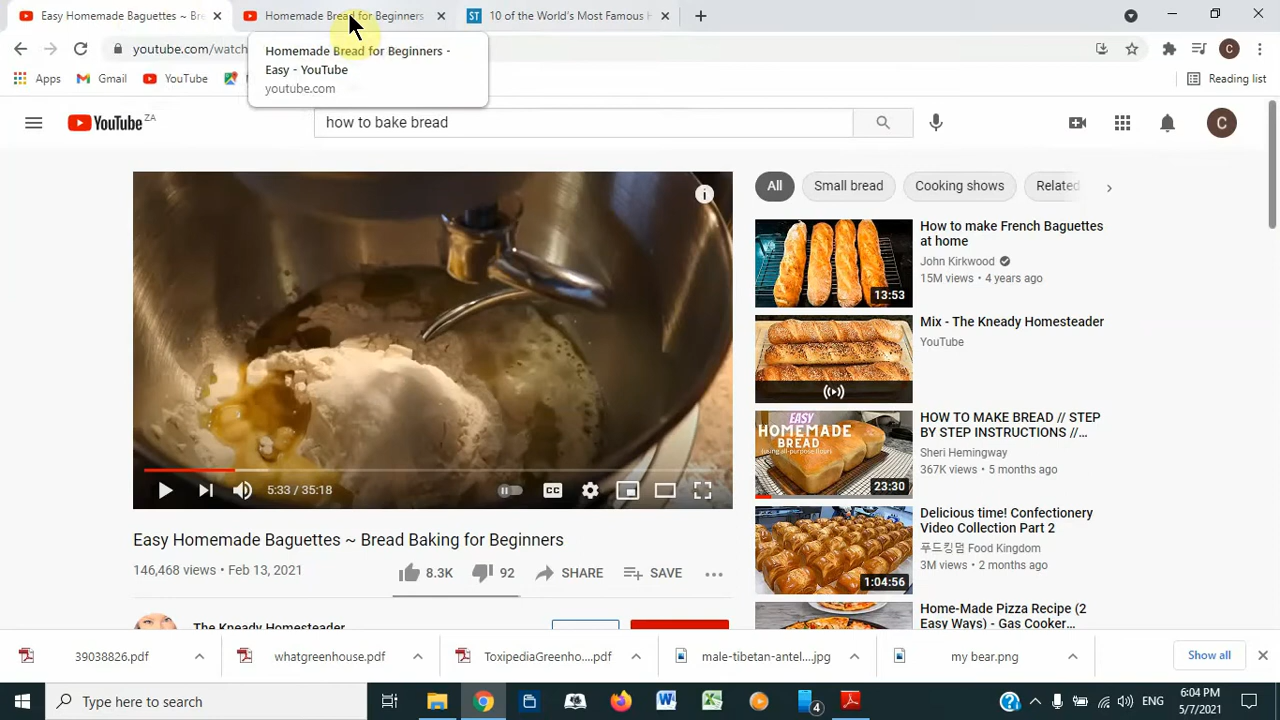 Easy Homemade Baguettes ~ Bre
Homemade Bread for Beginners
ST 10 of the World's Most Famous H
youtube.com/watch
Homemade Bread for Beginners -
Easy - YouTube
youtube.com
Apps
Gmail
YouTube
Reading list
YouTube ZA
how to bake bread
C
C
All
Small bread
Cooking shows
Related
How to make French Baguettes
at home
John Kirkwood
15M views • 4 years ago
13:53
Mix - The Kneady Homesteader
YouTube
EASY
HOMEMADE
BREAD
(using all-purpose flour)
23:30
HOW TO MAKE BREAD // STEP
BY STEP INSTRUCTIONS //...
Sheri Hemingway
367K views • 5 months ago
Delicious time! Confectionery
Video Collection Part 2
푸드킹덤 Food Kingdom
3M views • 2 months ago
1:04:56
Home-Made Pizza Recipe (2
Easy Ways) - Gas Cooker...
5:33 / 35:18
CC
Easy Homemade Baguettes ~ Bread Baking for Beginners
146,468 views • Feb 13, 2021
8.3K
92
SHARE
SAVE
The Kneady Homesteader
39038826.pdf
whatgreenhouse.pdf
ToxipediaGreenho....pdf
male-tibetan-antel....jpg
my bear.png
Show all
Type here to search
4
ENG
6:04 PM
5/7/2021